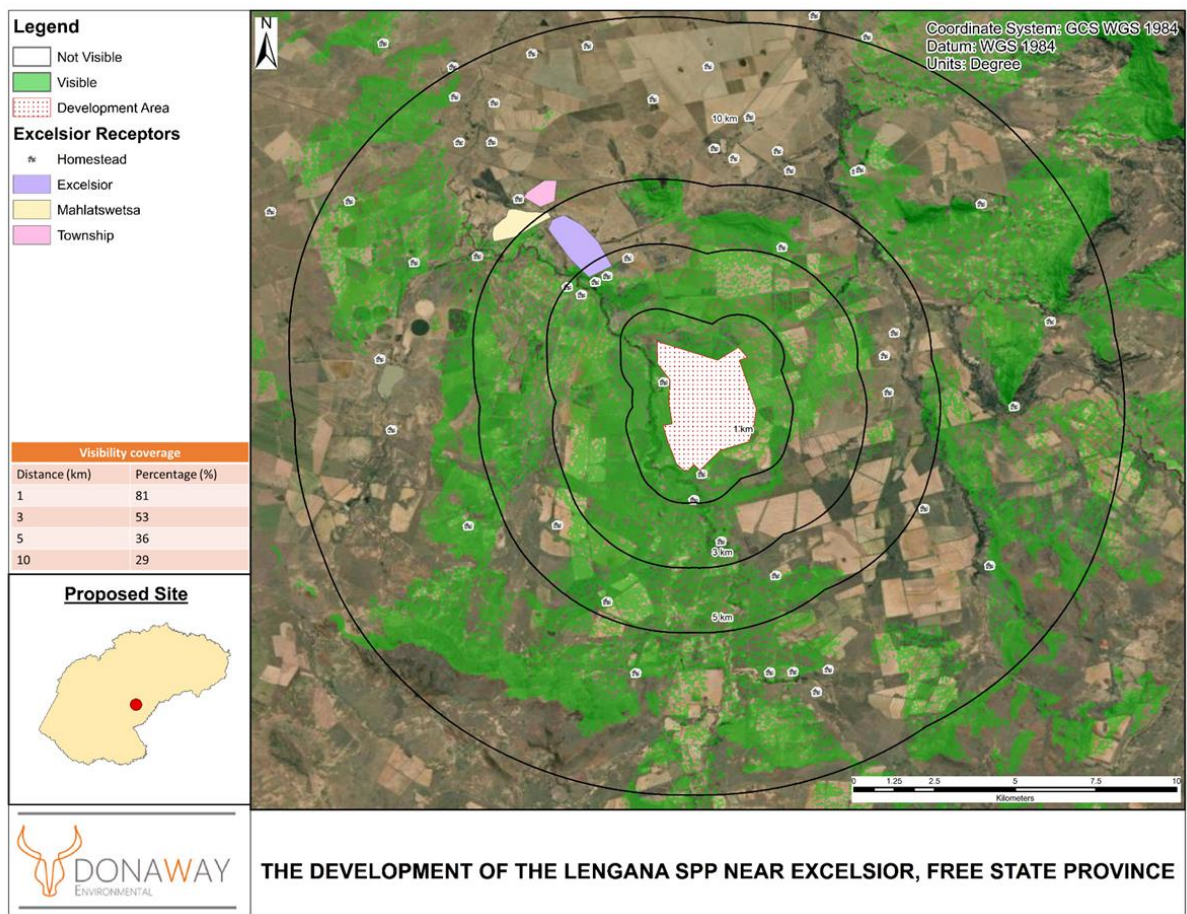 Legend
Not Visible
Visible
Development Area
Excelsior Receptors
Homestead
Excelsior
Mahlatswetsa
Township
Visibility coverage
Distance (km) Percentage (%)
1 81
3 53
5 36
10 29
Proposed Site
DONAWAY
ENVIRONMENTAL
N
Coordinate System: GCS WGS 1984
Datum: WGS 1984
Units: Degree
10 km
1 km
3 km
5 km
0 1.25 2.5 5 7.5 10
Kilometers
THE DEVELOPMENT OF THE LENGANA SPP NEAR EXCELSIOR, FREE STATE PROVINCE